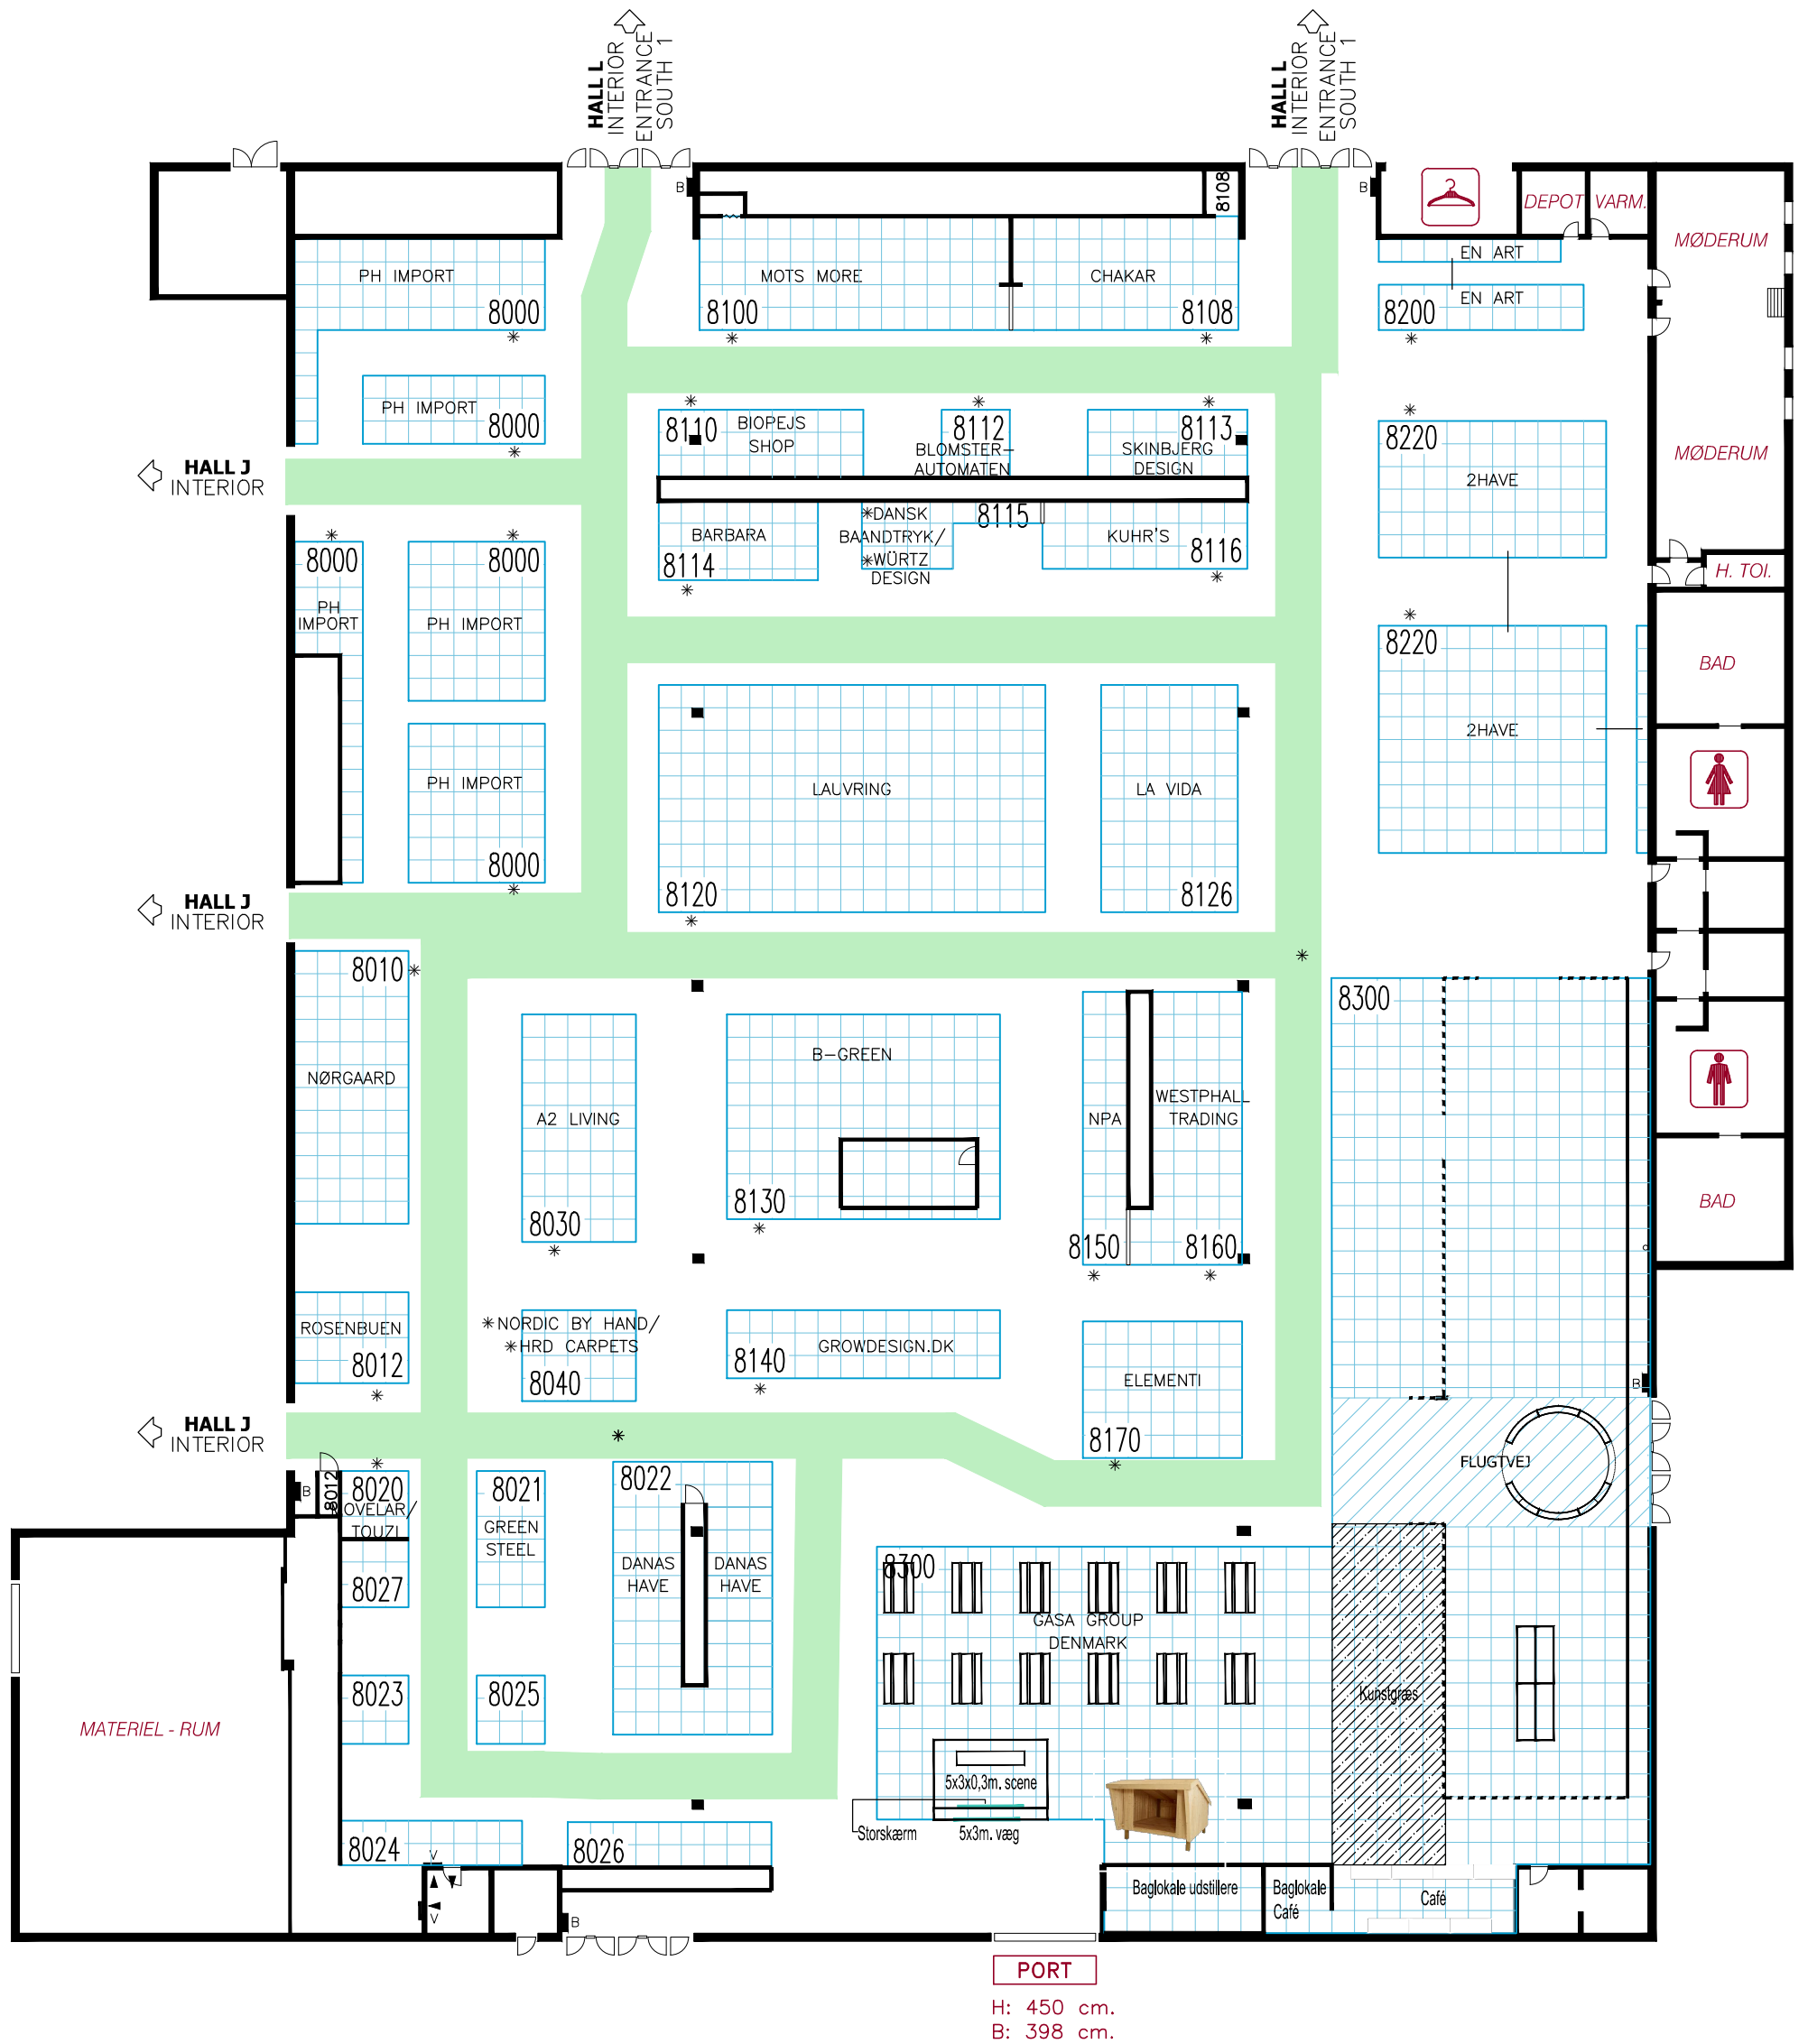 HALL L
INTERIOR
ENTRANCE
SOUTH 1
HALL L
INTERIOR
ENTRANCE
SOUTH 1
B
8108
B
DEPOT
VARM.
MØDERUM
PH IMPORT
8000
MOTS MORE
8100
CHAKAR
8108
EN ART
EN ART
8200
PH IMPORT
8000
8110
BIOPEJS
SHOP
8112
BLOMSTER-
AUTOMATEN
8113
SKINBJERG
DESIGN
8220
2HAVE
MØDERUM
HALL J
INTERIOR
8000
PH
IMPORT
8000
PH IMPORT
BARBARA
8114
*DANSK
BAANDTRYK/
*WÜRTZ
DESIGN
8115
KUHR'S
8116
H. TOI.
8220
2HAVE
BAD
PH IMPORT
8000
LAUVRING
8120
LA VIDA
8126
HALL J
INTERIOR
8010
NØRGAARD
A2 LIVING
8030
B-GREEN
8130
NPA
8150
WESTPHALL
TRADING
8160
8300
BAD
ROSENBUEN
8012
*NORDIC BY HAND/
*HRD CARPETS
8040
8140
GROWDESIGN.DK
ELEMENTI
8170
B
HALL J
INTERIOR
FLUGTVEJ
B
8012
8020
OVELAR/
TOUZI
8021
GREEN
STEEL
8022
DANAS
HAVE
DANAS
HAVE
8027
8300
GASA GROUP
DENMARK
Kunstgræs
8023
8025
MATERIEL - RUM
5x3x0,3m. scene
Storskærm
5x3m. væg
8024
8026
V
V
B
Baglokale udstillere
Baglokale
Café
Café
PORT
H: 450 cm.
B: 398 cm.